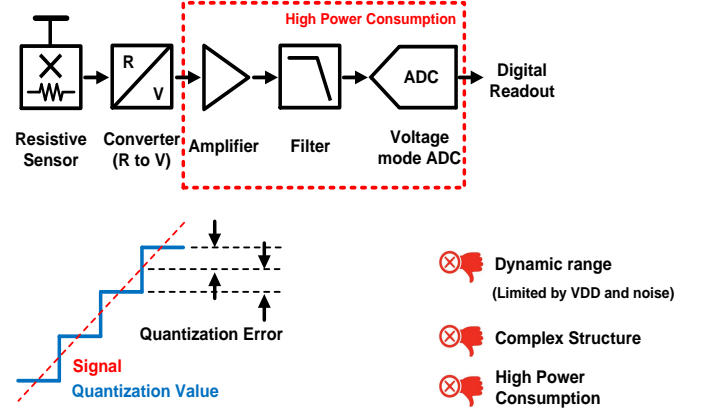 High Power Consumption
R
V
ADC
Digital
Readout
Resistive
Sensor
Converter
(R to V)
Amplifier
Filter
Voltage
mode ADC
Quantization Error
Signal
Quantization Value
Dynamic range
(Limited by VDD and noise)
Complex Structure
High Power
Consumption